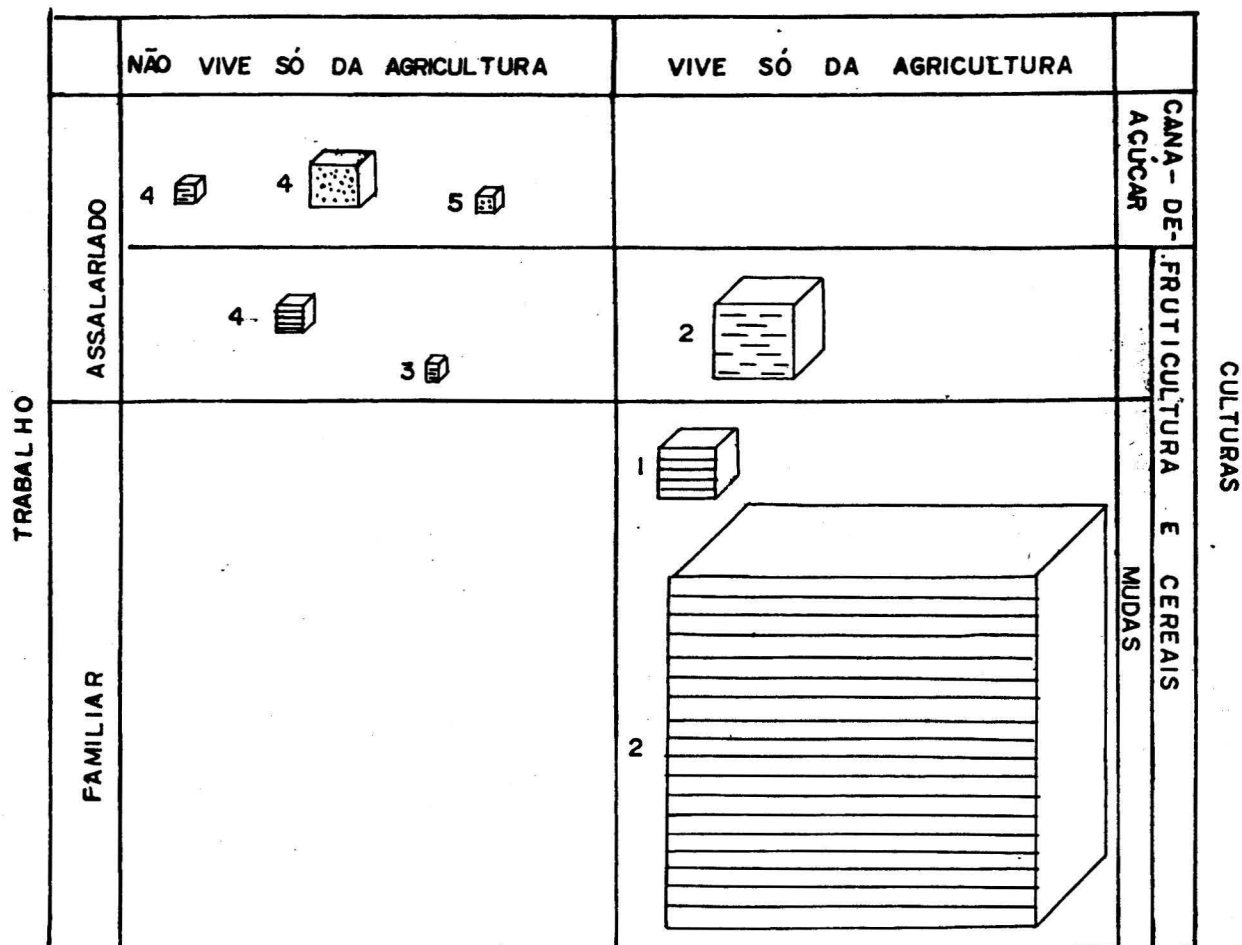 NÃO VIVE SÓ DA AGRICULTURA
VIVE SÓ DA AGRICULTURA
TRABALHO
ASSALARIADO
FAMILIAR
4
4
5
4
3
2
1
2
CANA-DE-
AÇÚCAR
FRUTICULTURA E CEREAIS
MUDAS
CULTURAS